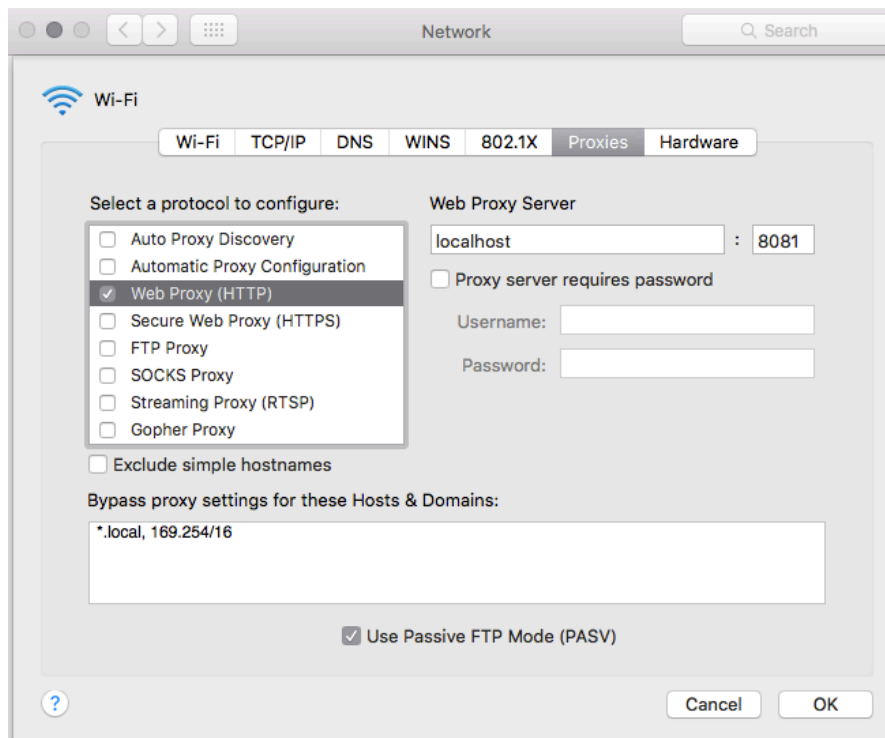 Network
Search
Wi-Fi
Wi-Fi TCP/IP DNS WINS 802.1X Proxies Hardware
Select a protocol to configure:
Auto Proxy Discovery
Automatic Proxy Configuration
Web Proxy (HTTP)
Secure Web Proxy (HTTPS)
FTP Proxy
SOCKS Proxy
Streaming Proxy (RTSP)
Gopher Proxy
Exclude simple hostnames
Web Proxy Server
localhost : 8081
Proxy server requires password
Username:
Password:
Bypass proxy settings for these Hosts & Domains:
*.local, 169.254/16
Use Passive FTP Mode (PASV)
?
Cancel OK